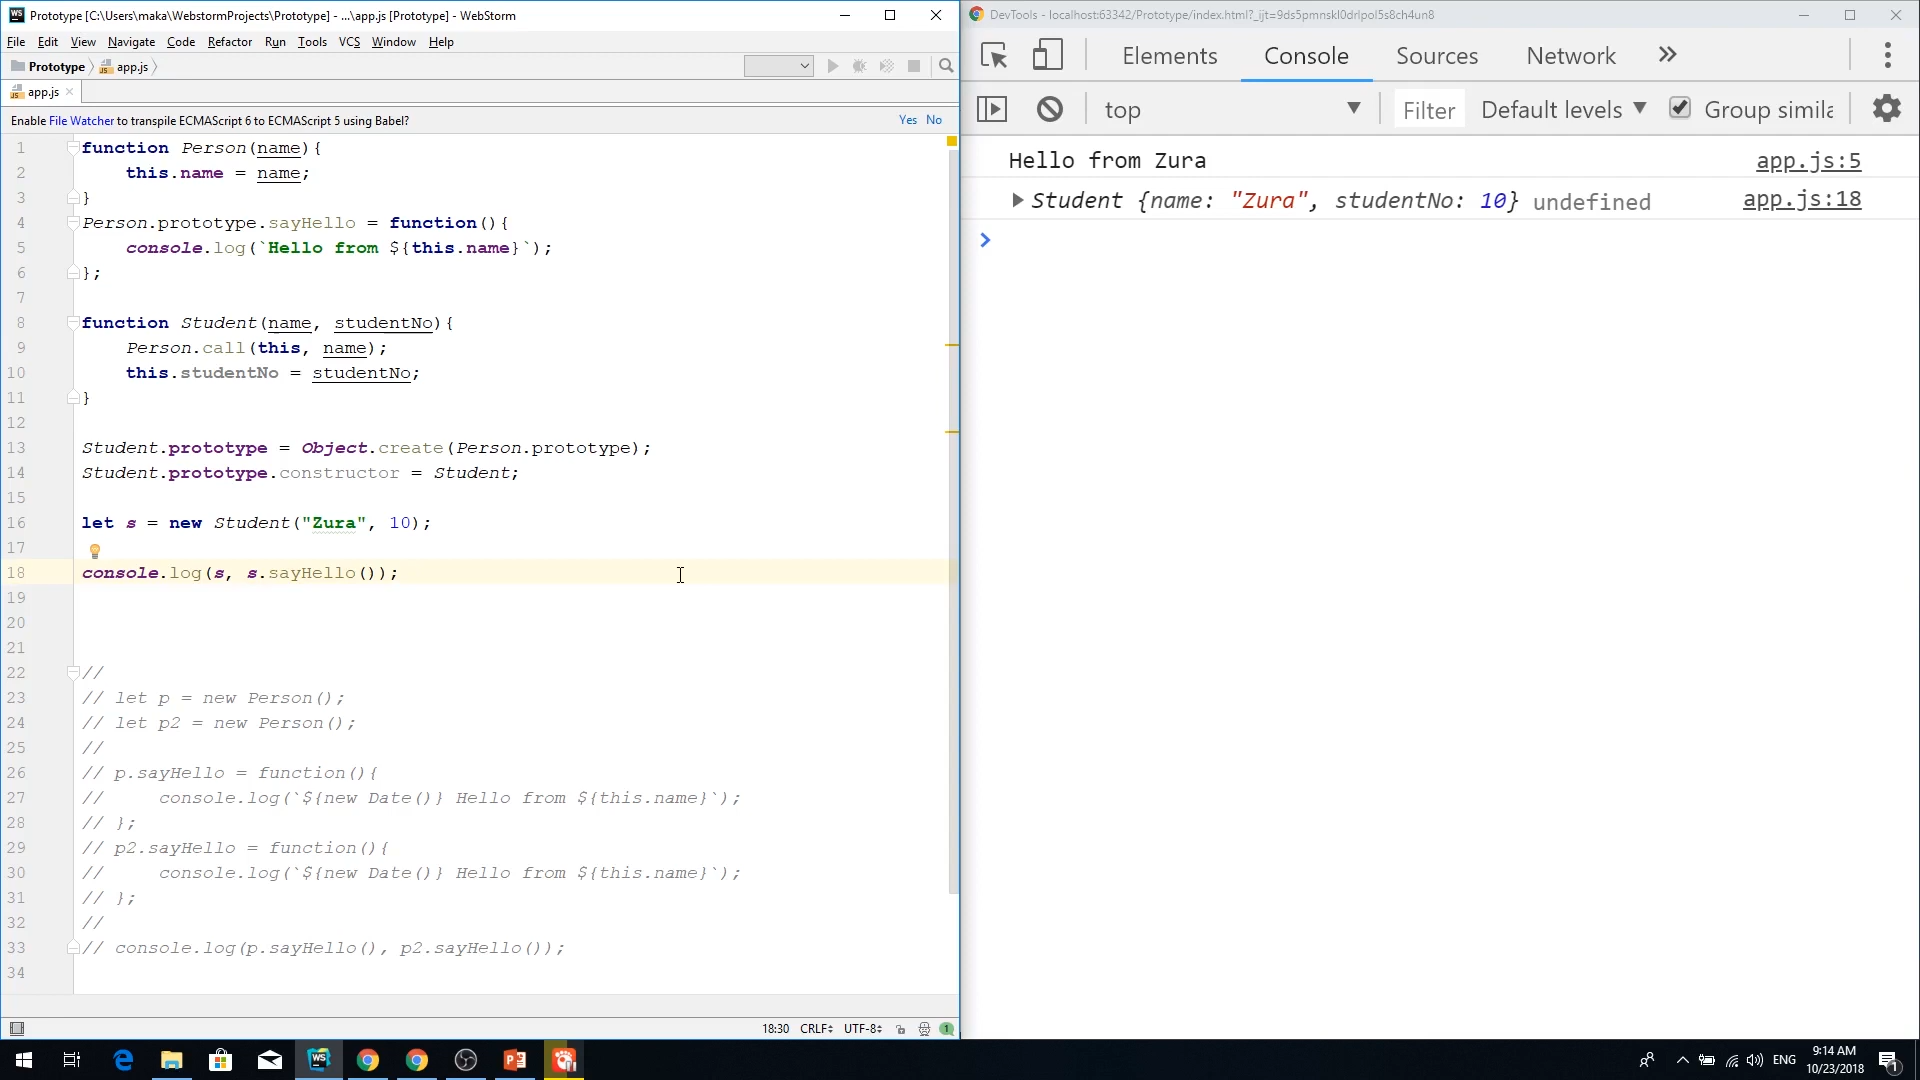 Prototype [C:\Users\maka\WebstormProjects\Prototype] - ...\app.js [Prototype] - WebStorm
File Edit View Navigate Code Refactor Run Tools VCS Window Help
Prototype app.js
app.js
Enable File Watcher to transpile ECMAScript 6 to ECMAScript 5 using Babel? Yes No
1 function Person(name){
2 this.name = name;
3 }
4 Person.prototype.sayHello = function(){
5 console.log(`Hello from ${this.name}`);
6 };
7
8 function Student(name, studentNo){
9 Person.call(this, name);
10 this.studentNo = studentNo;
11 }
12
13 Student.prototype = Object.create(Person.prototype);
14 Student.prototype.constructor = Student;
15
16 let s = new Student("Zura", 10);
17
18 console.log(s, s.sayHello());
19
20
21
22 //
23 // let p = new Person();
24 // let p2 = new Person();
25 //
26 // p.sayHello = function(){
27 // console.log(`${new Date()} Hello from ${this.name}`);
28 // };
29 // p2.sayHello = function(){
30 // console.log(`${new Date()} Hello from ${this.name}`);
31 // };
32 //
33 // console.log(p.sayHello(), p2.sayHello());
34
18:30 CRLF UTF-8 1
DevTools - localhost:63342/Prototype/index.html?_ijt=9ds5pmnskl0drlpol5s8ch4un8
Elements Console Sources Network »
top Filter Default levels Group simila
Hello from Zura app.js:5
Student {name: "Zura", studentNo: 10} undefined app.js:18
ENG 9:14 AM
10/23/2018 1